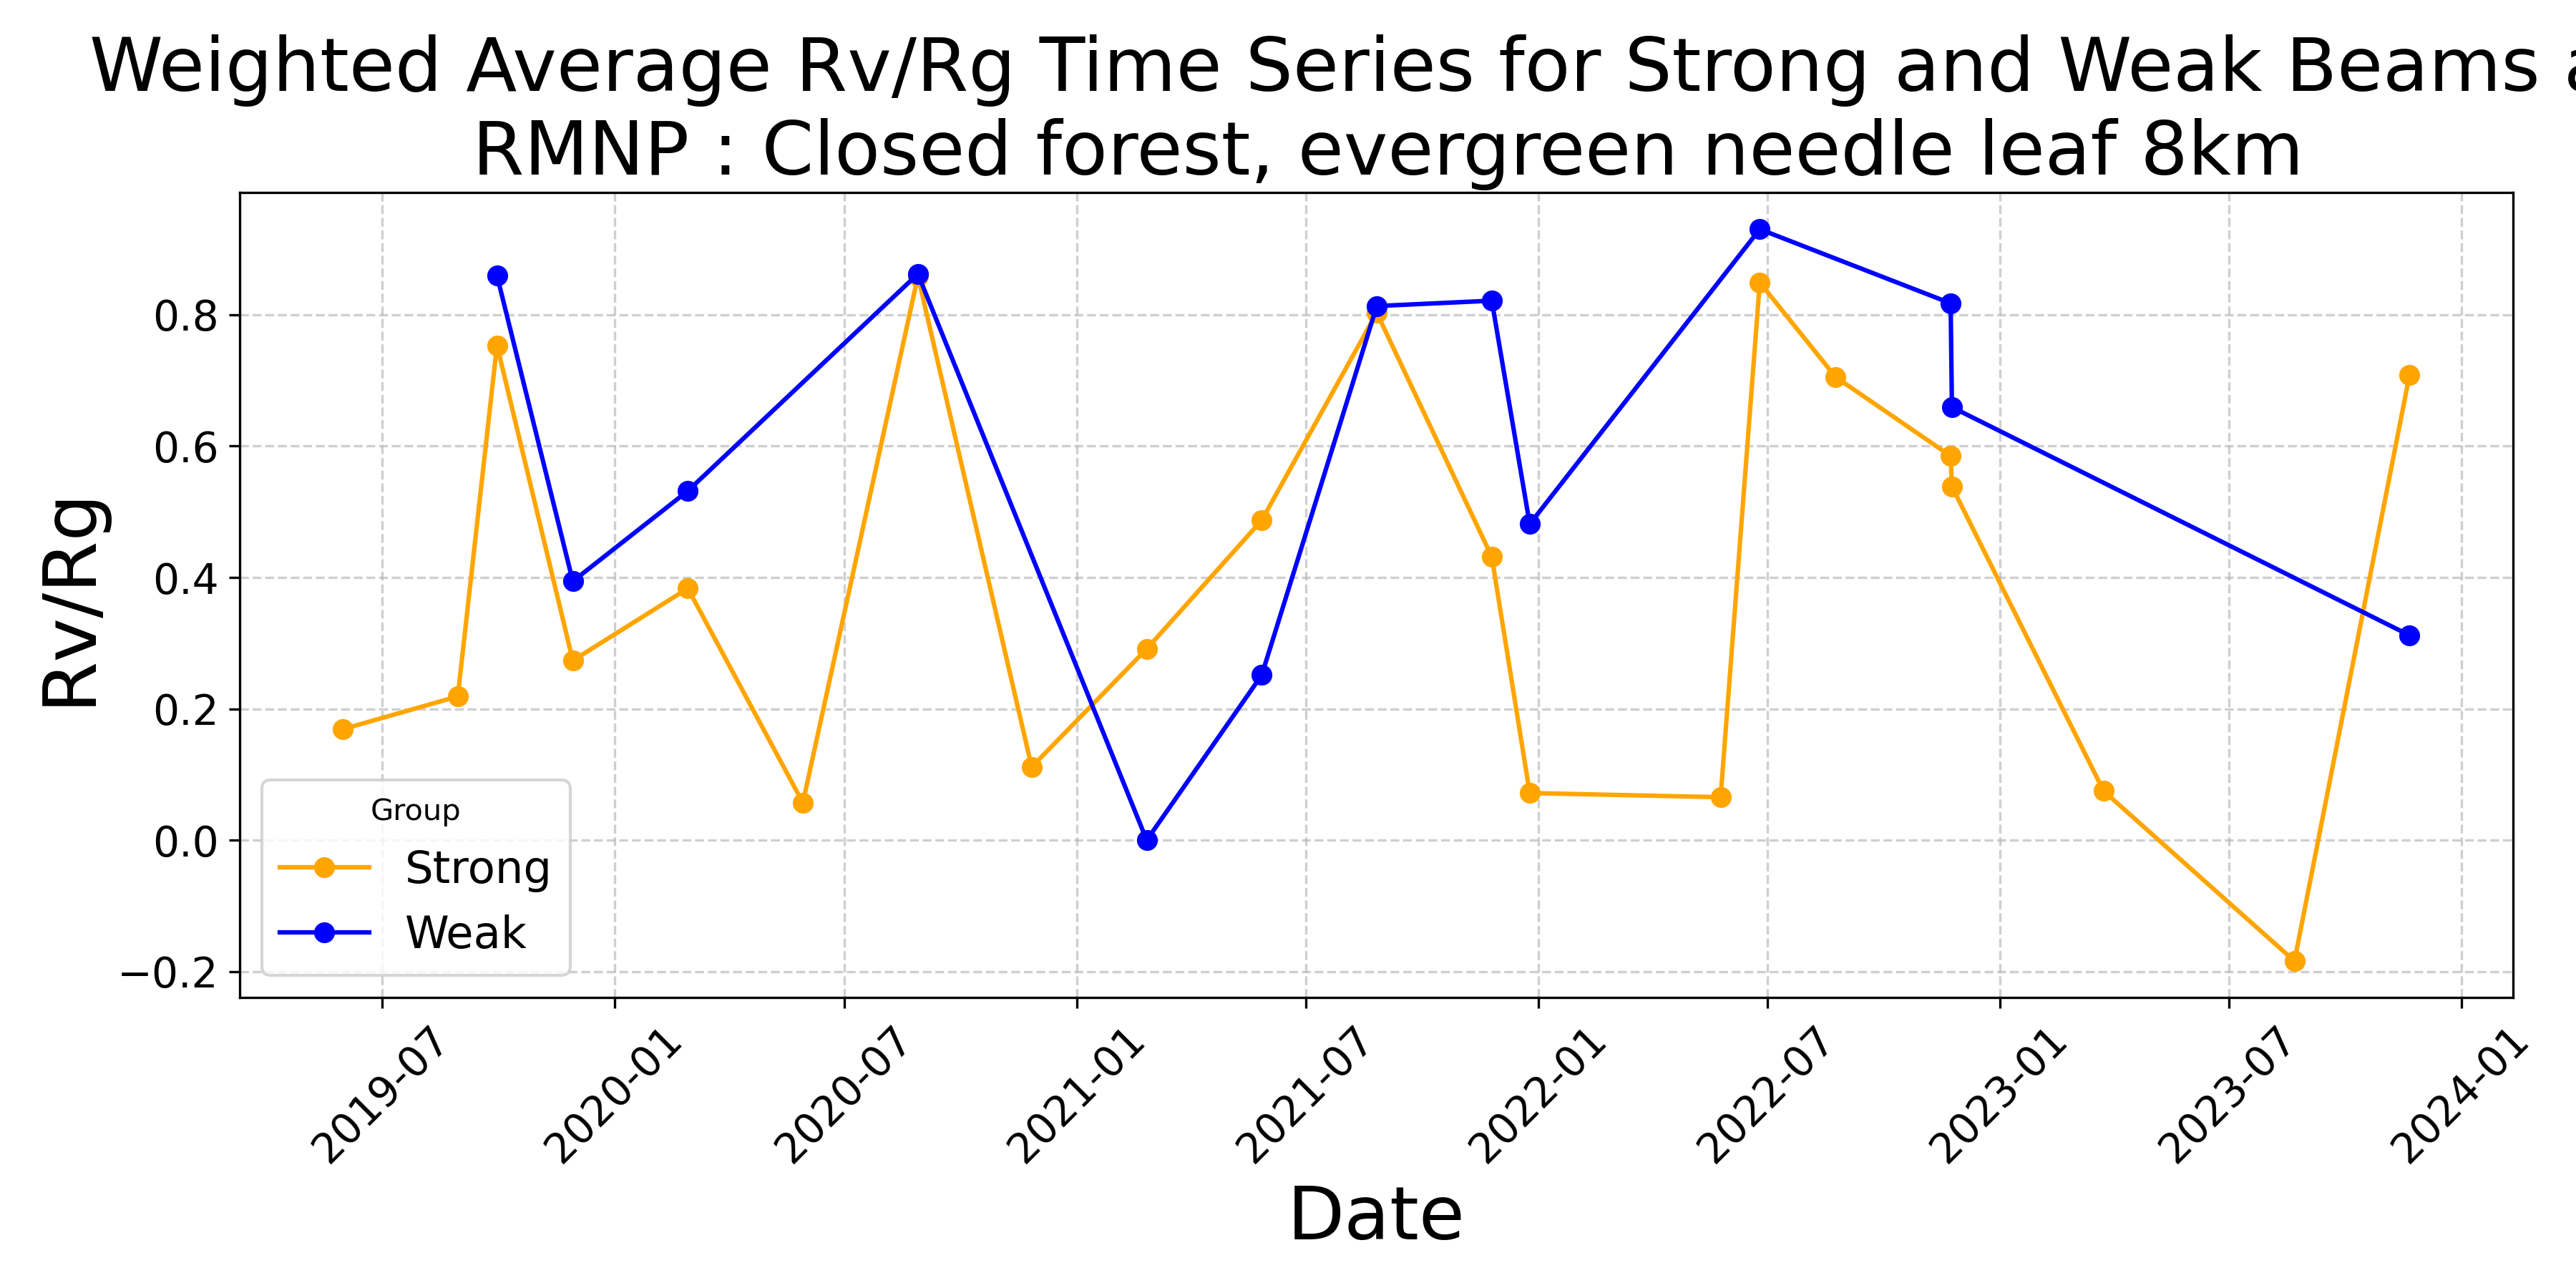 Weighted Average Rv/Rg Time Series for Strong and Weak Beams a
RMNP : Closed forest, evergreen needle leaf 8km
Rv/Rg
0.8
0.6
0.4
0.2
0.0
−0.2
Group
Strong
Weak
2019-07
2020-01
2020-07
2021-01
2021-07
2022-01
2022-07
2023-01
2023-07
2024-01
Date